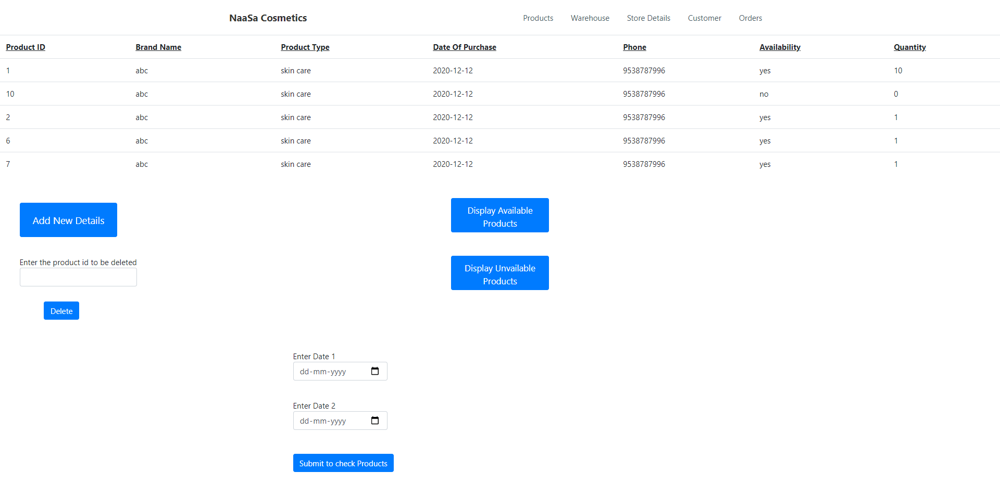 NaaSa Cosmetics Products Warehouse Store Details Customer Orders
Product ID Brand Name Product Type Date Of Purchase Phone Availability Quantity
1 abc skin care 2020-12-12 9538787996 yes 10
10 abc skin care 2020-12-12 9538787996 no 0
2 abc skin care 2020-12-12 9538787996 yes 1
6 abc skin care 2020-12-12 9538787996 yes 1
7 abc skin care 2020-12-12 9538787996 yes 1
Add New Details
Display Available
Products
Enter the product id to be deleted
Display Unvailable
Products
Delete
Enter Date 1
dd-mm-yyyy
Enter Date 2
dd-mm-yyyy
Submit to check Products